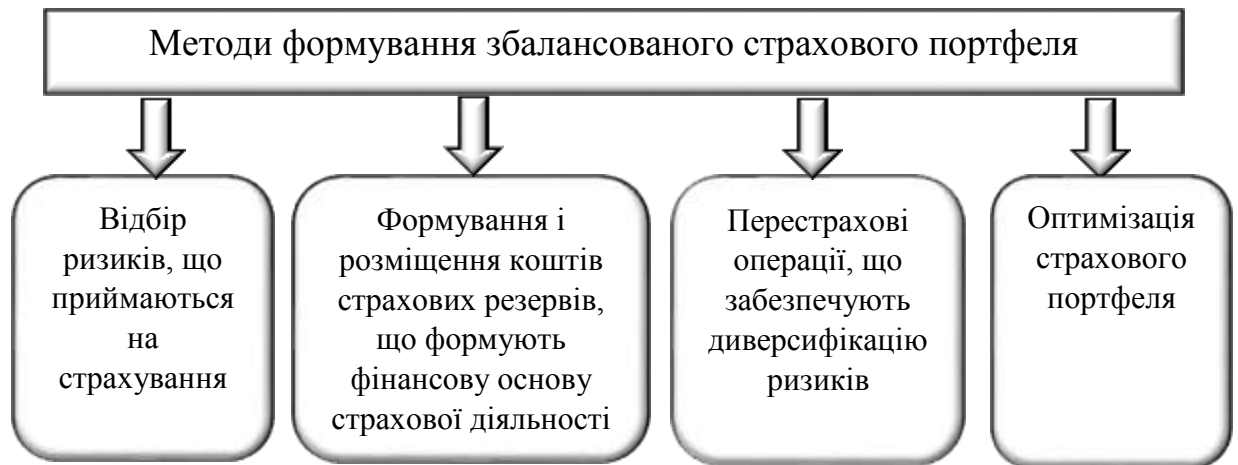 Методи формування збалансованого страхового портфеля
Відбір
ризиків, що
приймаються
на
страхування
Формування і
розміщення коштів
страхових резервів,
що формують
фінансову основу
страхової діяльності
Перестрахові
операції, що
забезпечують
диверсифікацію
ризиків
Оптимізація
страхового
портфеля